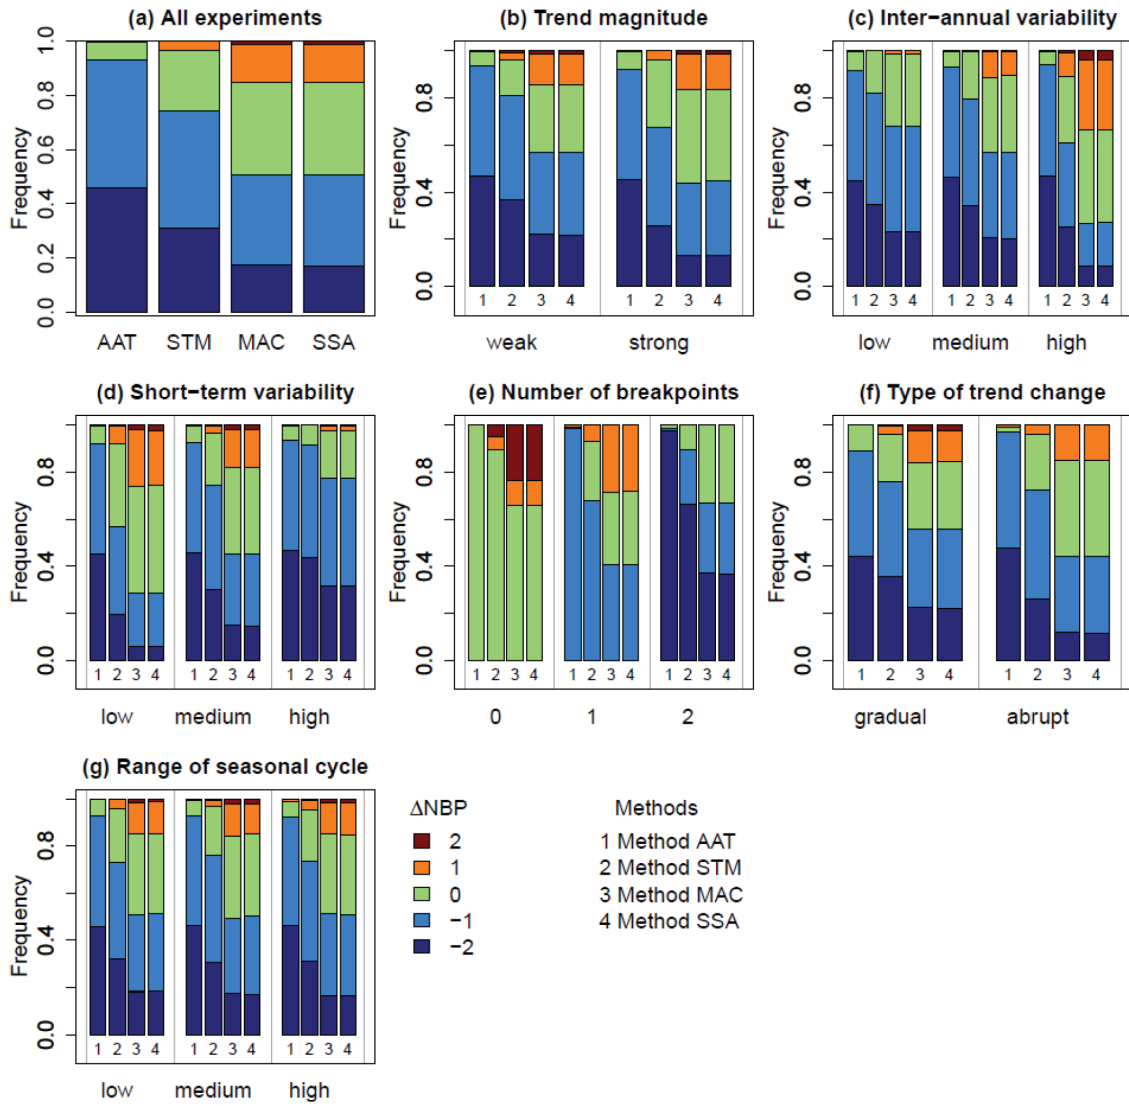 (a) All experiments
(b) Trend magnitude
(c) Inter−annual variability
Frequency
0.0 0.2 0.4 0.6 0.8 1.0
AAT STM MAC SSA
Frequency
0.0 0.4 0.8
1 2 3 4 1 2 3 4
weak strong
Frequency
0.0 0.4 0.8
1 2 3 4 1 2 3 4 1 2 3 4
low medium high
(d) Short−term variability
(e) Number of breakpoints
(f) Type of trend change
Frequency
0.0 0.4 0.8
1 2 3 4 1 2 3 4 1 2 3 4
low medium high
Frequency
0.0 0.4 0.8
1 2 3 4 1 2 3 4 1 2 3 4
0 1 2
Frequency
0.0 0.4 0.8
1 2 3 4 1 2 3 4
gradual abrupt
(g) Range of seasonal cycle
Frequency
0.0 0.4 0.8
1 2 3 4 1 2 3 4 1 2 3 4
low medium high
ΔNBP
2
1
0
−1
−2
Methods
1 Method AAT
2 Method STM
3 Method MAC
4 Method SSA